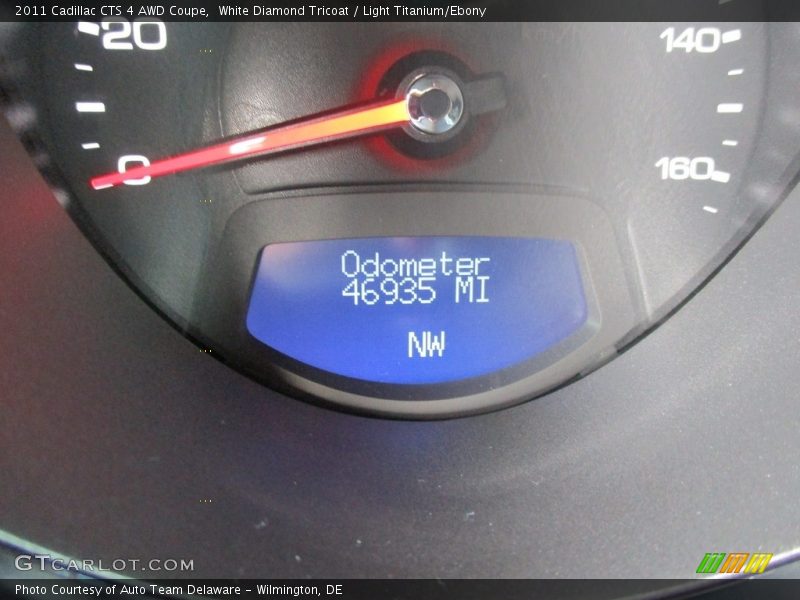 2011 Cadillac CTS 4 AWD Coupe, White Diamond Tricoat / Light Titanium/Ebony
20
140
0
160
Odometer
46935 MI
NW
GTCARLOT.COM
Photo Courtesy of Auto Team Delaware – Wilmington, DE